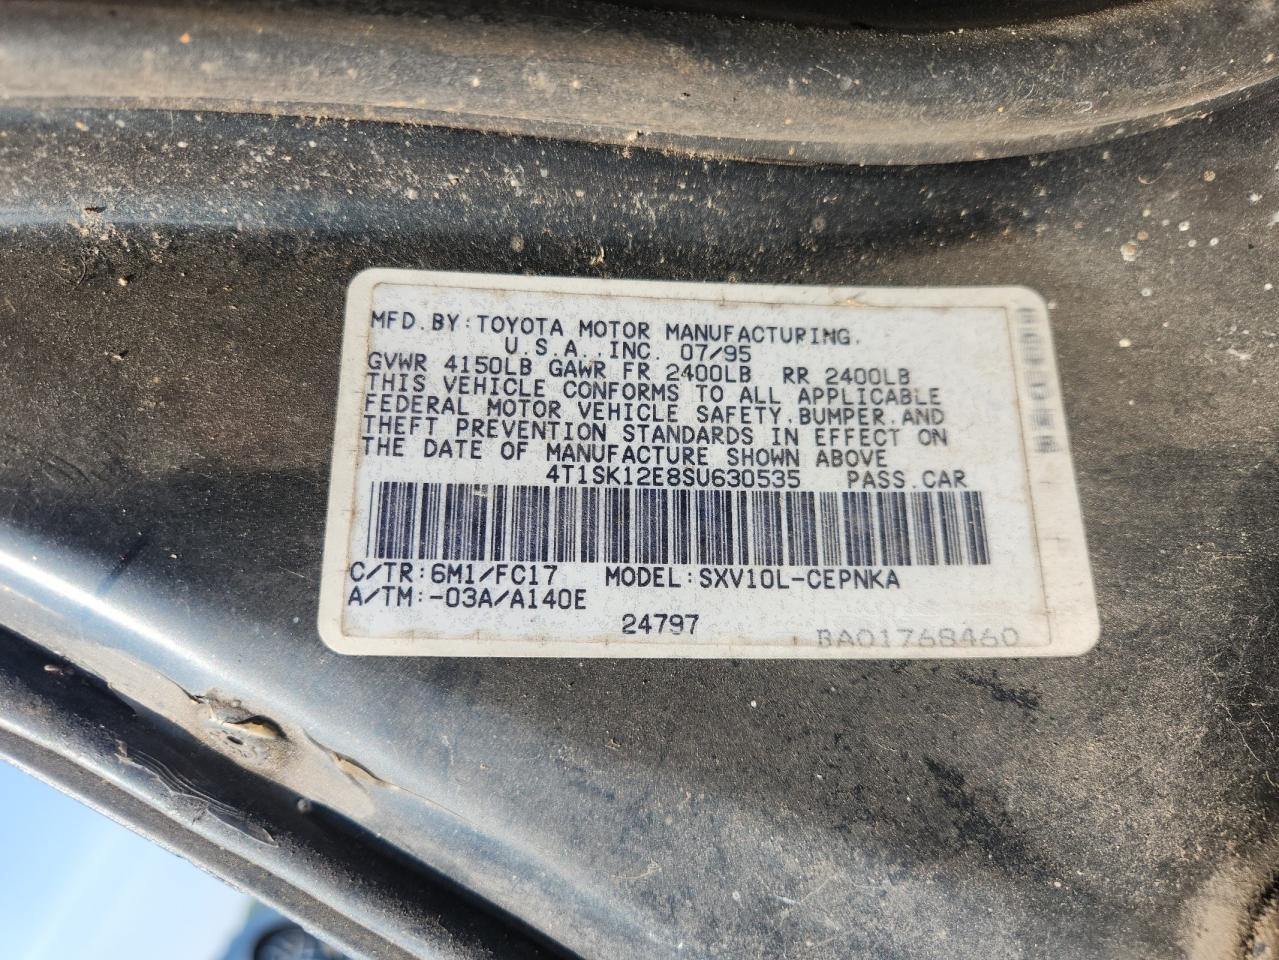 MFD. BY: TOYOTA MOTOR MANUFACTURING,
U.S.A., INC. 07/95
GVWR 4150LB GAWR FR 2400LB RR 2400LB
THIS VEHICLE CONFORMS TO ALL APPLICABLE
FEDERAL MOTOR VEHICLE SAFETY, BUMPER, AND
THEFT PREVENTION STANDARDS IN EFFECT ON
THE DATE OF MANUFACTURE SHOWN ABOVE
4T1SK12E8SU630535 PASS. CAR
C/TR:6M1/FC17 MODEL:SXV10L-CEPNKA
A/TM:-03A/A140E
24797
BA01768460